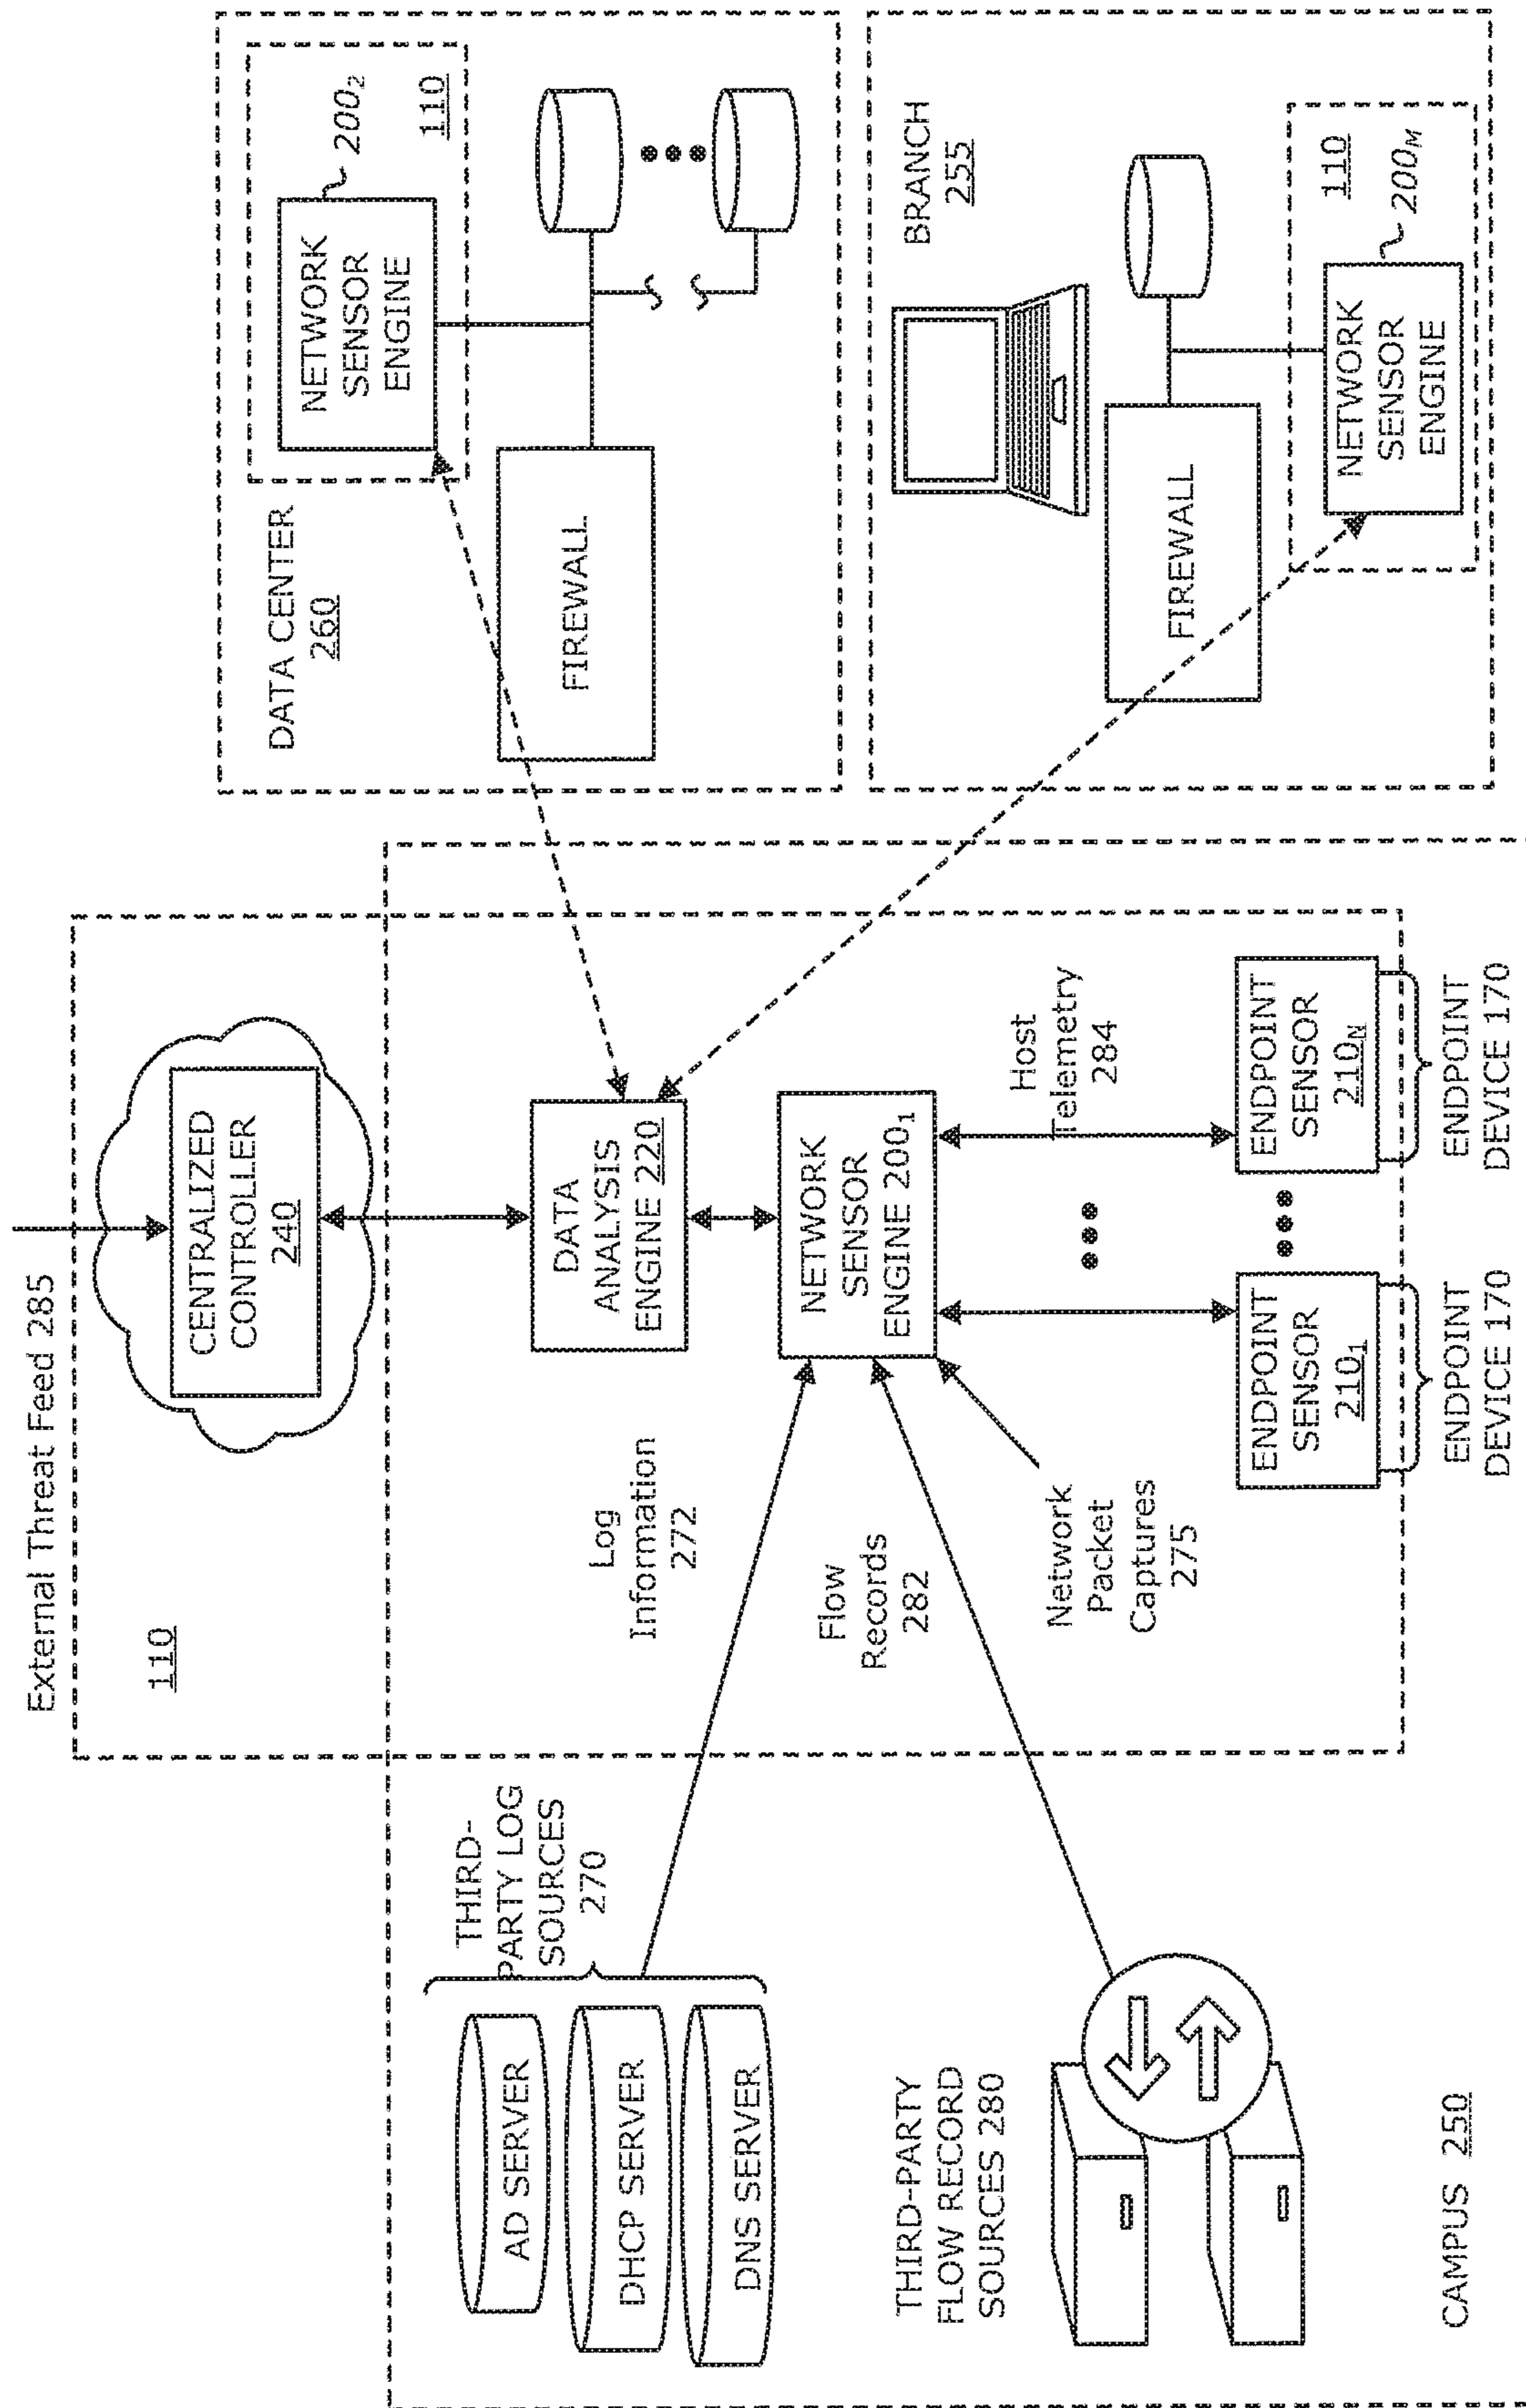 External Threat Feed 285
110
CENTRALIZED
CONTROLLER
240
THIRD-
PARTY LOG
SOURCES
270
AD SERVER
DHCP SERVER
DNS SERVER
THIRD-PARTY
FLOW RECORD
SOURCES 280
CAMPUS 250
Log
Information
272
Flow
Records
282
Network
Packet
Captures
275
DATA
ANALYSIS
ENGINE 220
NETWORK
SENSOR
ENGINE 200₁
Host
Telemetry
284
ENDPOINT
SENSOR
210₁
ENDPOINT
SENSOR
210N
ENDPOINT
DEVICE 170
ENDPOINT
DEVICE 170
DATA CENTER
260
NETWORK
SENSOR
ENGINE
200₂
110
FIREWALL
BRANCH
255
FIREWALL
NETWORK
SENSOR
ENGINE
110
200M